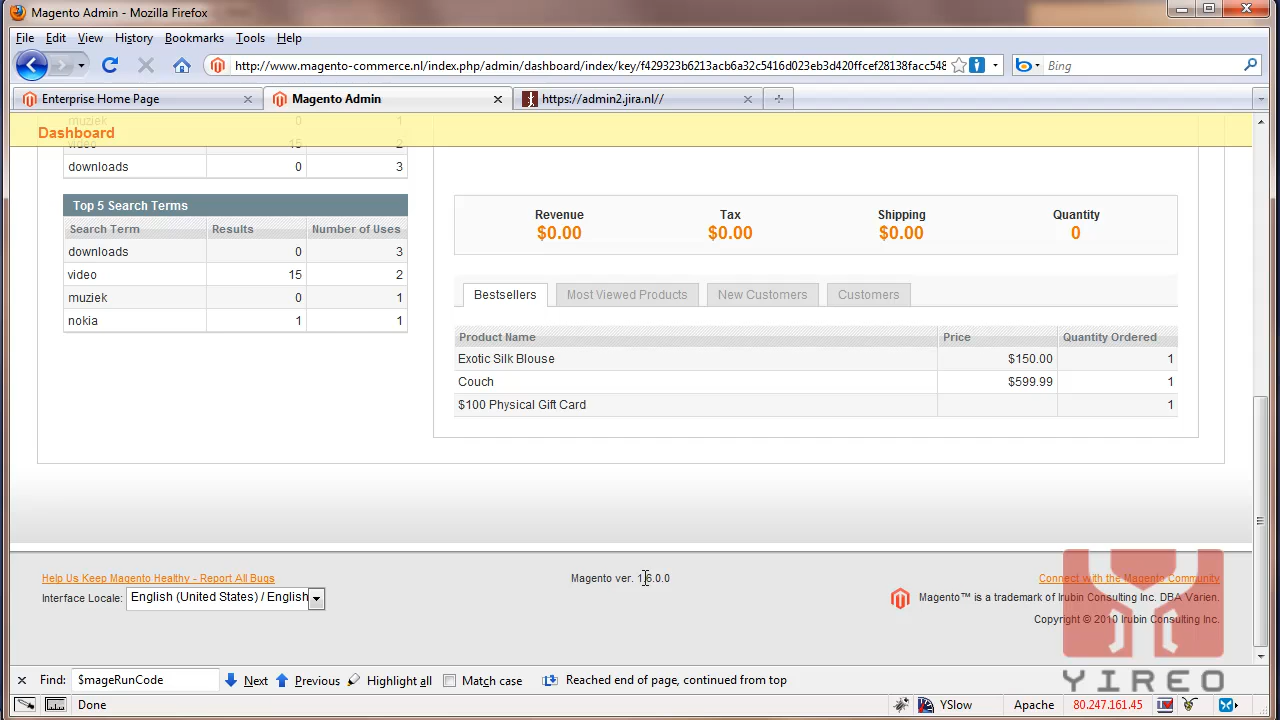 Magento Admin - Mozilla Firefox
File Edit View History Bookmarks Tools Help
http://www.magento-commerce.nl/index.php/admin/dashboard/index/key/f429323b6213acb6a32c5416d023eb3d420ffcef28138facc548
Bing
Enterprise Home Page
Magento Admin
https://admin2.jira.nl//
muziek 0 1
Dashboard
video 15 2
downloads 0 3
Top 5 Search Terms
Search Term Results Number of Uses
downloads 0 3
video 15 2
muziek 0 1
nokia 1 1
Revenue Tax Shipping Quantity
$0.00 $0.00 $0.00 0
Bestsellers Most Viewed Products New Customers Customers
Product Name Price Quantity Ordered
Exotic Silk Blouse $150.00 1
Couch $599.99 1
$100 Physical Gift Card 1
Help Us Keep Magento Healthy - Report All Bugs
Interface Locale: English (United States) / English
Magento ver.
Connect with the Magento Community
Magento™ is a trademark of Irubin Consulting Inc. DBA Varien.
Copyright © 2010 Irubin Consulting Inc.
YIREO
Find: $mageRunCode Next Previous Highlight all Match case Reached end of page, continued from top
Done YSlow Apache 80.247.161.45